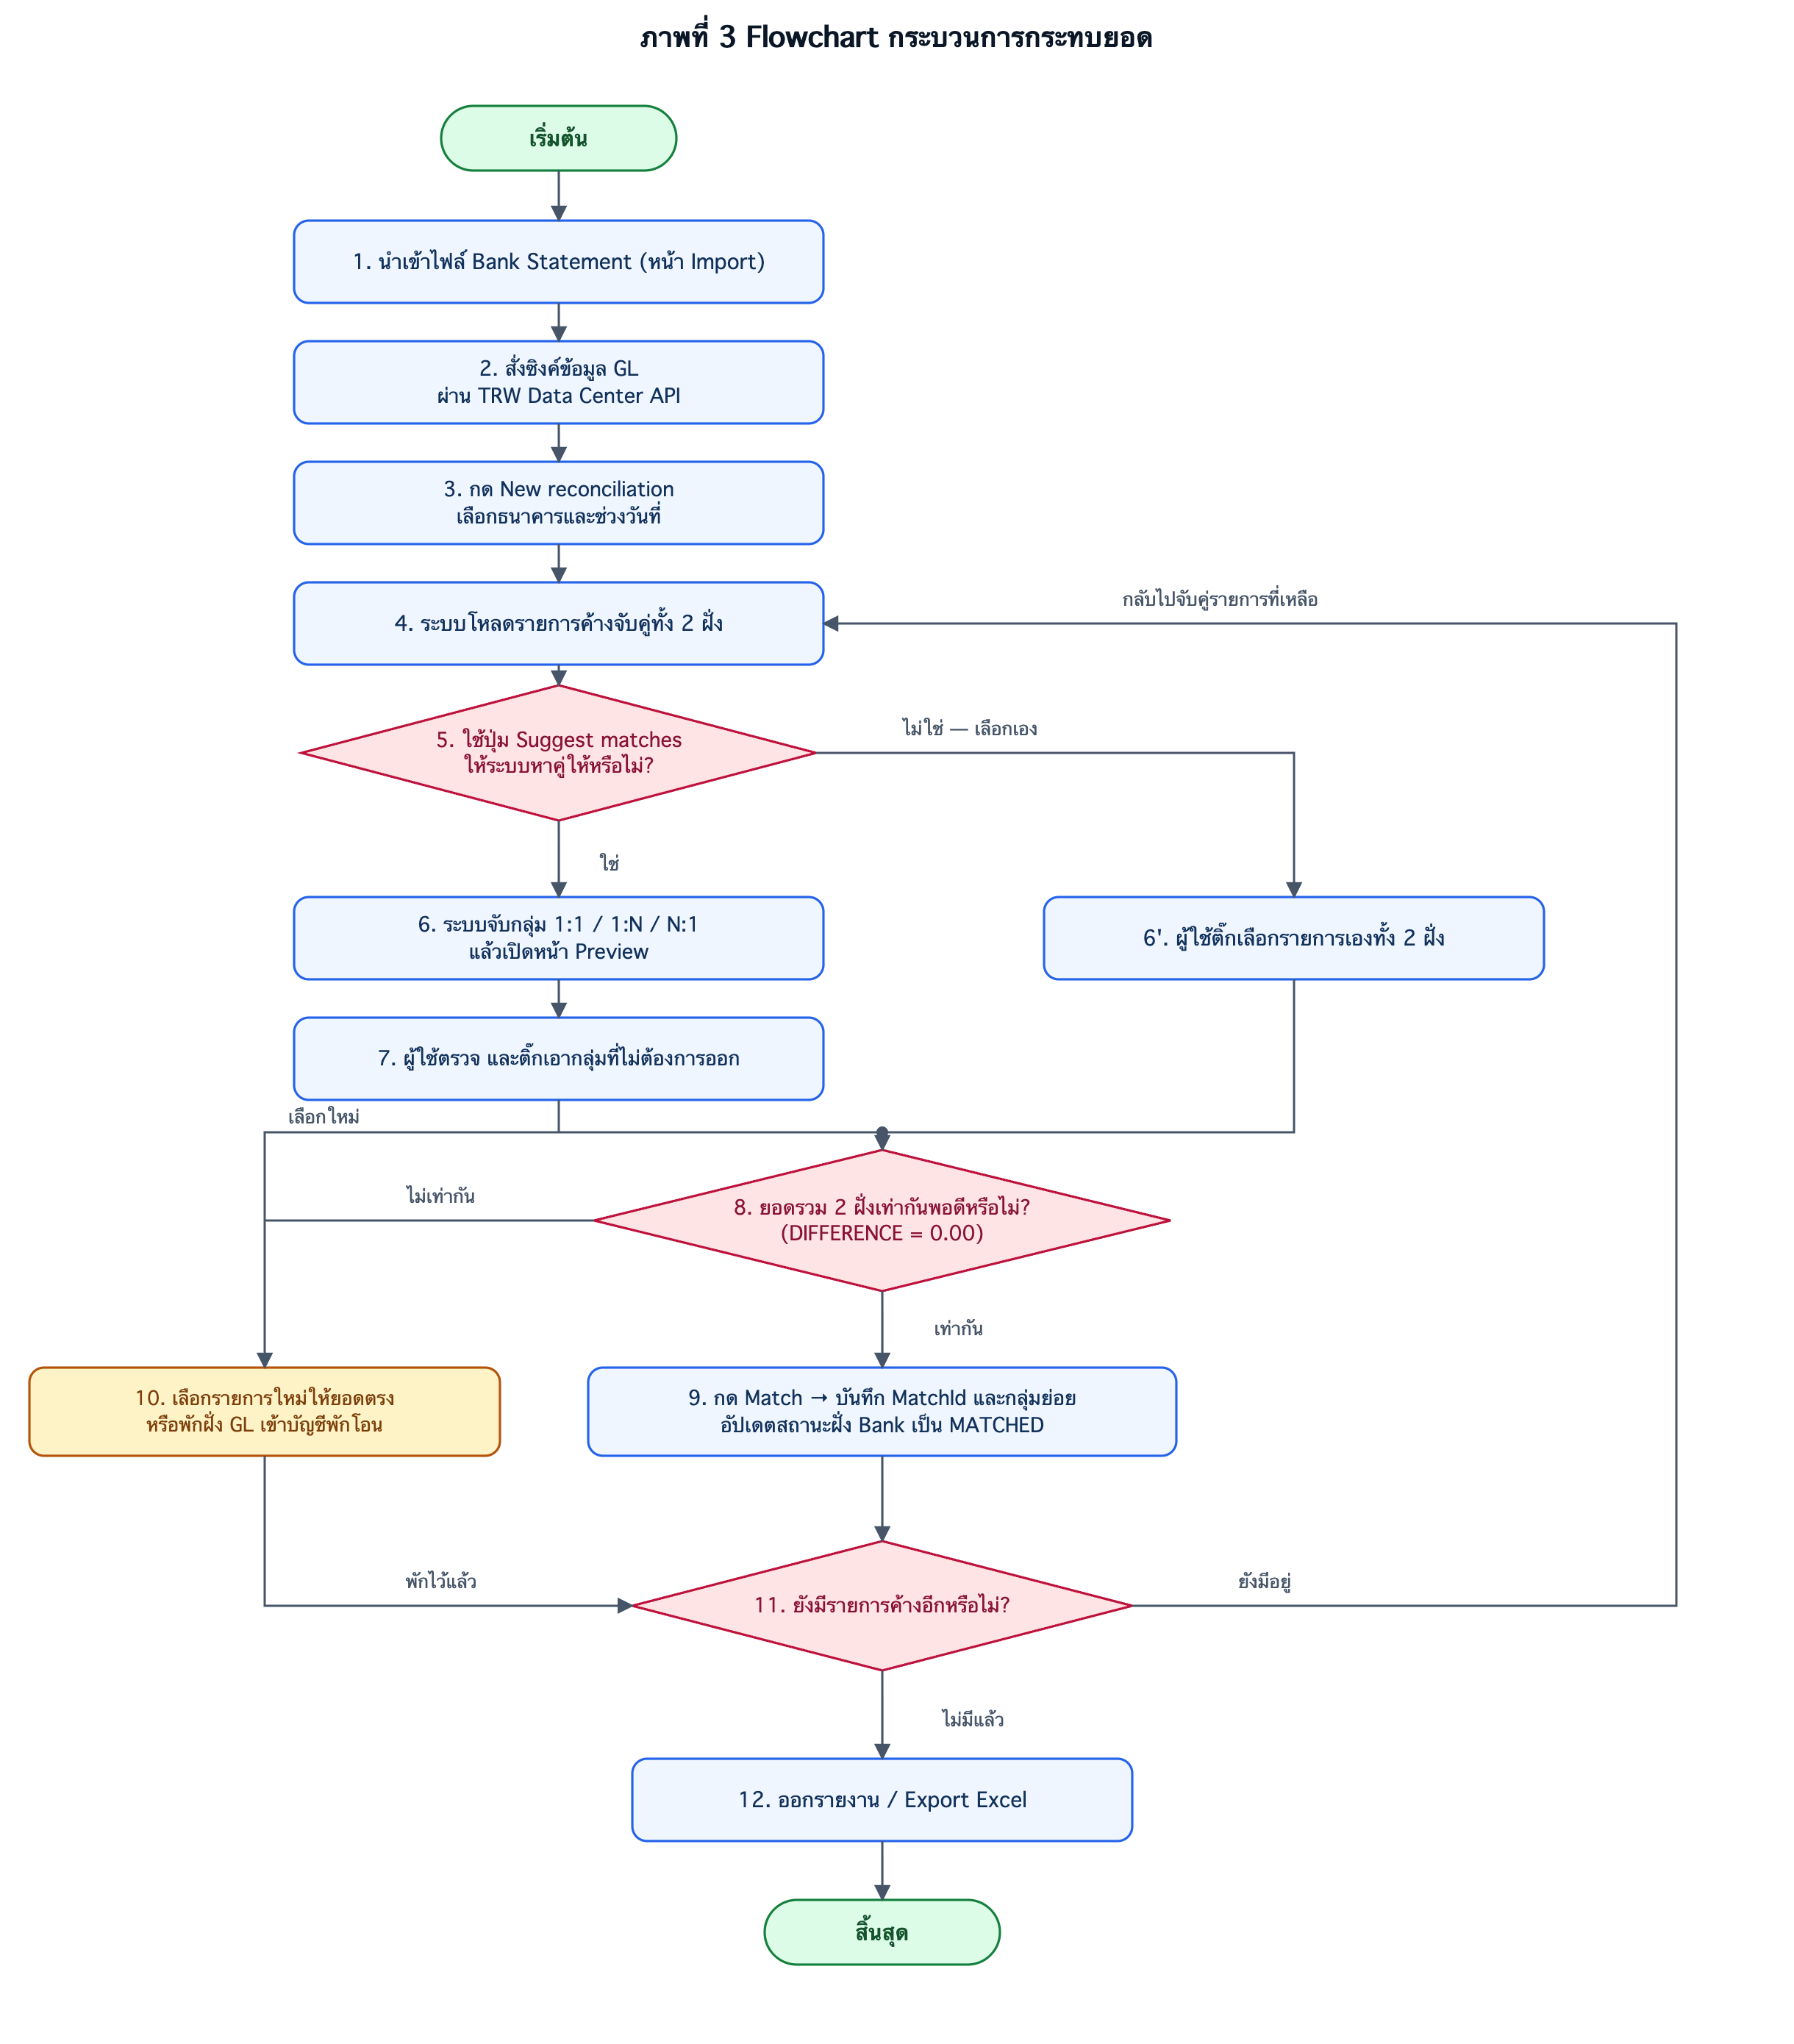 ภาพที่ 3 Flowchart กระบวนการกระทบยอด
เริ่มต้น
1. นำเข้าไฟล์ Bank Statement (หน้า Import)
2. สั่งซิงค์ข้อมูล GL
ผ่าน TRW Data Center API
3. กด New reconciliation
เลือกธนาคารและช่วงวันที่
กลับไปจับคู่รายการที่เหลือ
4. ระบบโหลดรายการค้างจับคู่ทั้ง 2 ฝั่ง
ไม่ใช่ — เลือกเอง
5. ใช้ปุ่ม Suggest matches
ให้ระบบหาคู่ให้หรือไม่?
ใช่
6. ระบบจับกลุ่ม 1:1 / 1:N / N:1
แล้วเปิดหน้า Preview
6'. ผู้ใช้ติ๊กเลือกรายการเองทั้ง 2 ฝั่ง
7. ผู้ใช้ตรวจ และติ๊กเอากลุ่มที่ไม่ต้องการออก
เลือกใหม่
ไม่เท่ากัน
8. ยอดรวม 2 ฝั่งเท่ากันพอดีหรือไม่?
(DIFFERENCE = 0.00)
เท่ากัน
10. เลือกรายการใหม่ให้ยอดตรง
หรือพักฝั่ง GL เข้าบัญชีพักโอน
9. กด Match → บันทึก MatchId และกลุ่มย่อย
อัปเดตสถานะฝั่ง Bank เป็น MATCHED
พักไว้แล้ว
ยังมีอยู่
11. ยังมีรายการค้างอีกหรือไม่?
ไม่มีแล้ว
12. ออกรายงาน / Export Excel
สิ้นสุด